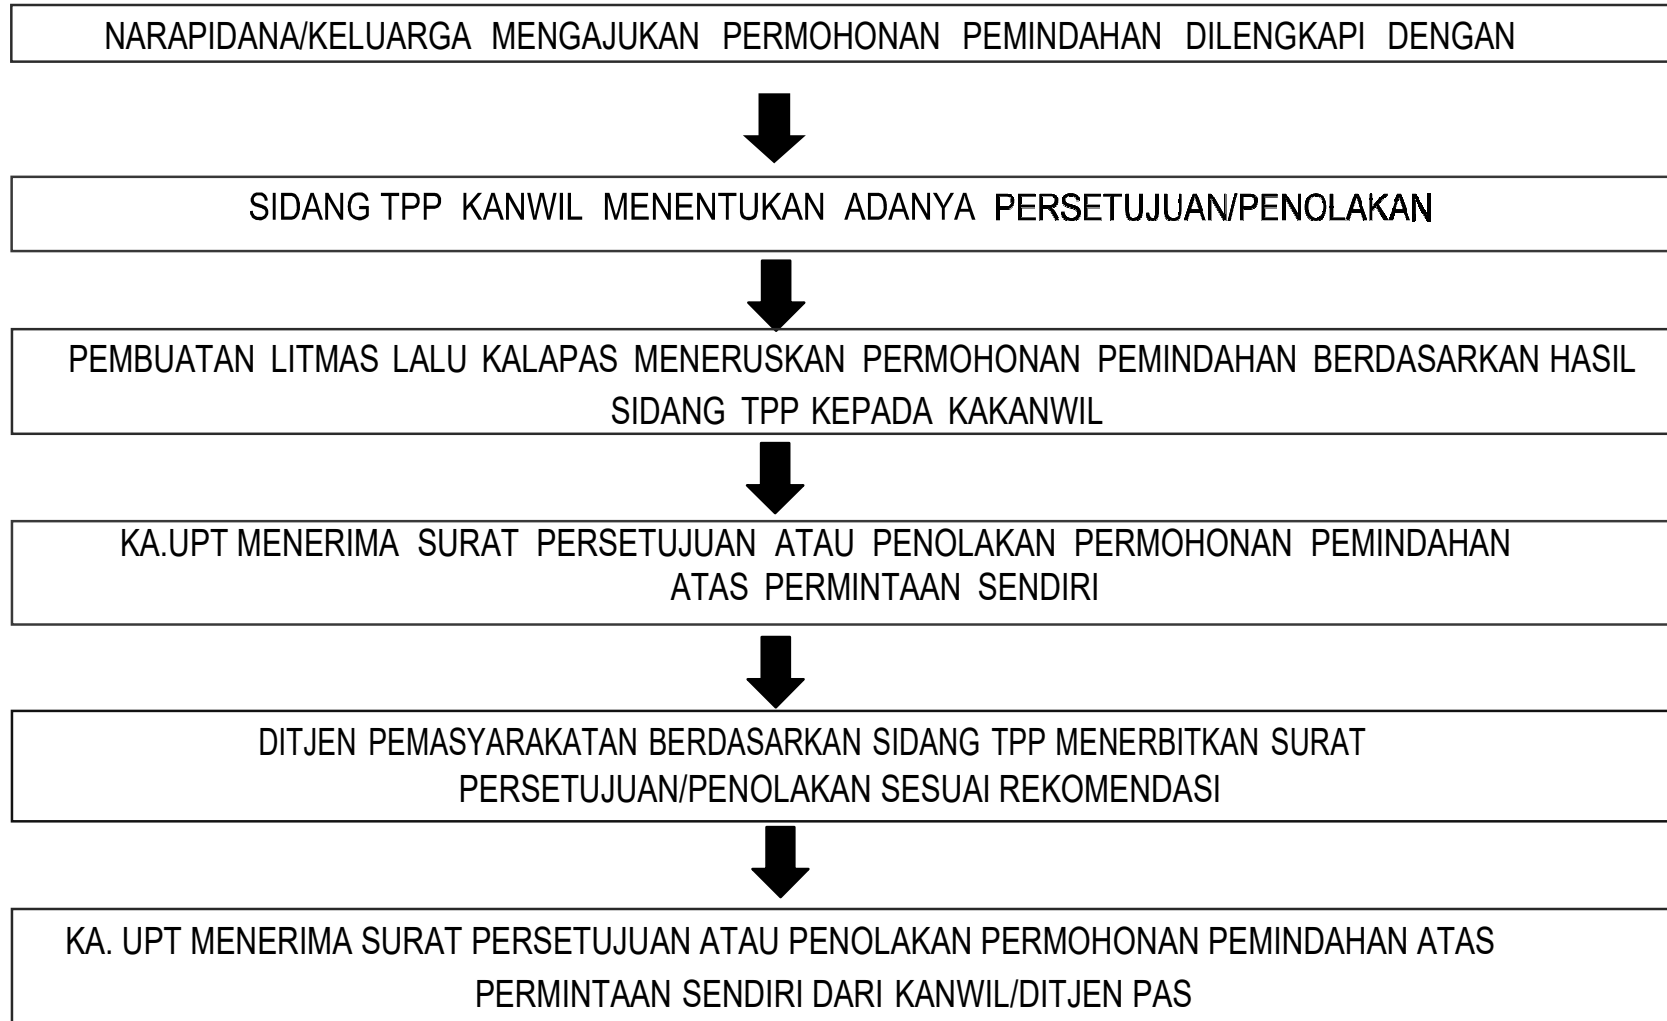 NARAPIDANA/KELUARGA MENGAJUKAN PERMOHONAN PEMINDAHAN DILENGKAPI DENGAN
SIDANG TPP KANWIL MENENTUKAN ADANYA PERSETUJUAN/PENOLAKAN
PEMBUATAN LITMAS LALU KALAPAS MENERUSKAN PERMOHONAN PEMINDAHAN BERDASARKAN HASIL
SIDANG TPP KEPADA KAKANWIL
KA.UPT MENERIMA SURAT PERSETUJUAN ATAU PENOLAKAN PERMOHONAN PEMINDAHAN
ATAS PERMINTAAN SENDIRI
DITJEN PEMASYARAKATAN BERDASARKAN SIDANG TPP MENERBITKAN SURAT
PERSETUJUAN/PENOLAKAN SESUAI REKOMENDASI
KA. UPT MENERIMA SURAT PERSETUJUAN ATAU PENOLAKAN PERMOHONAN PEMINDAHAN ATAS
PERMINTAAN SENDIRI DARI KANWIL/DITJEN PAS